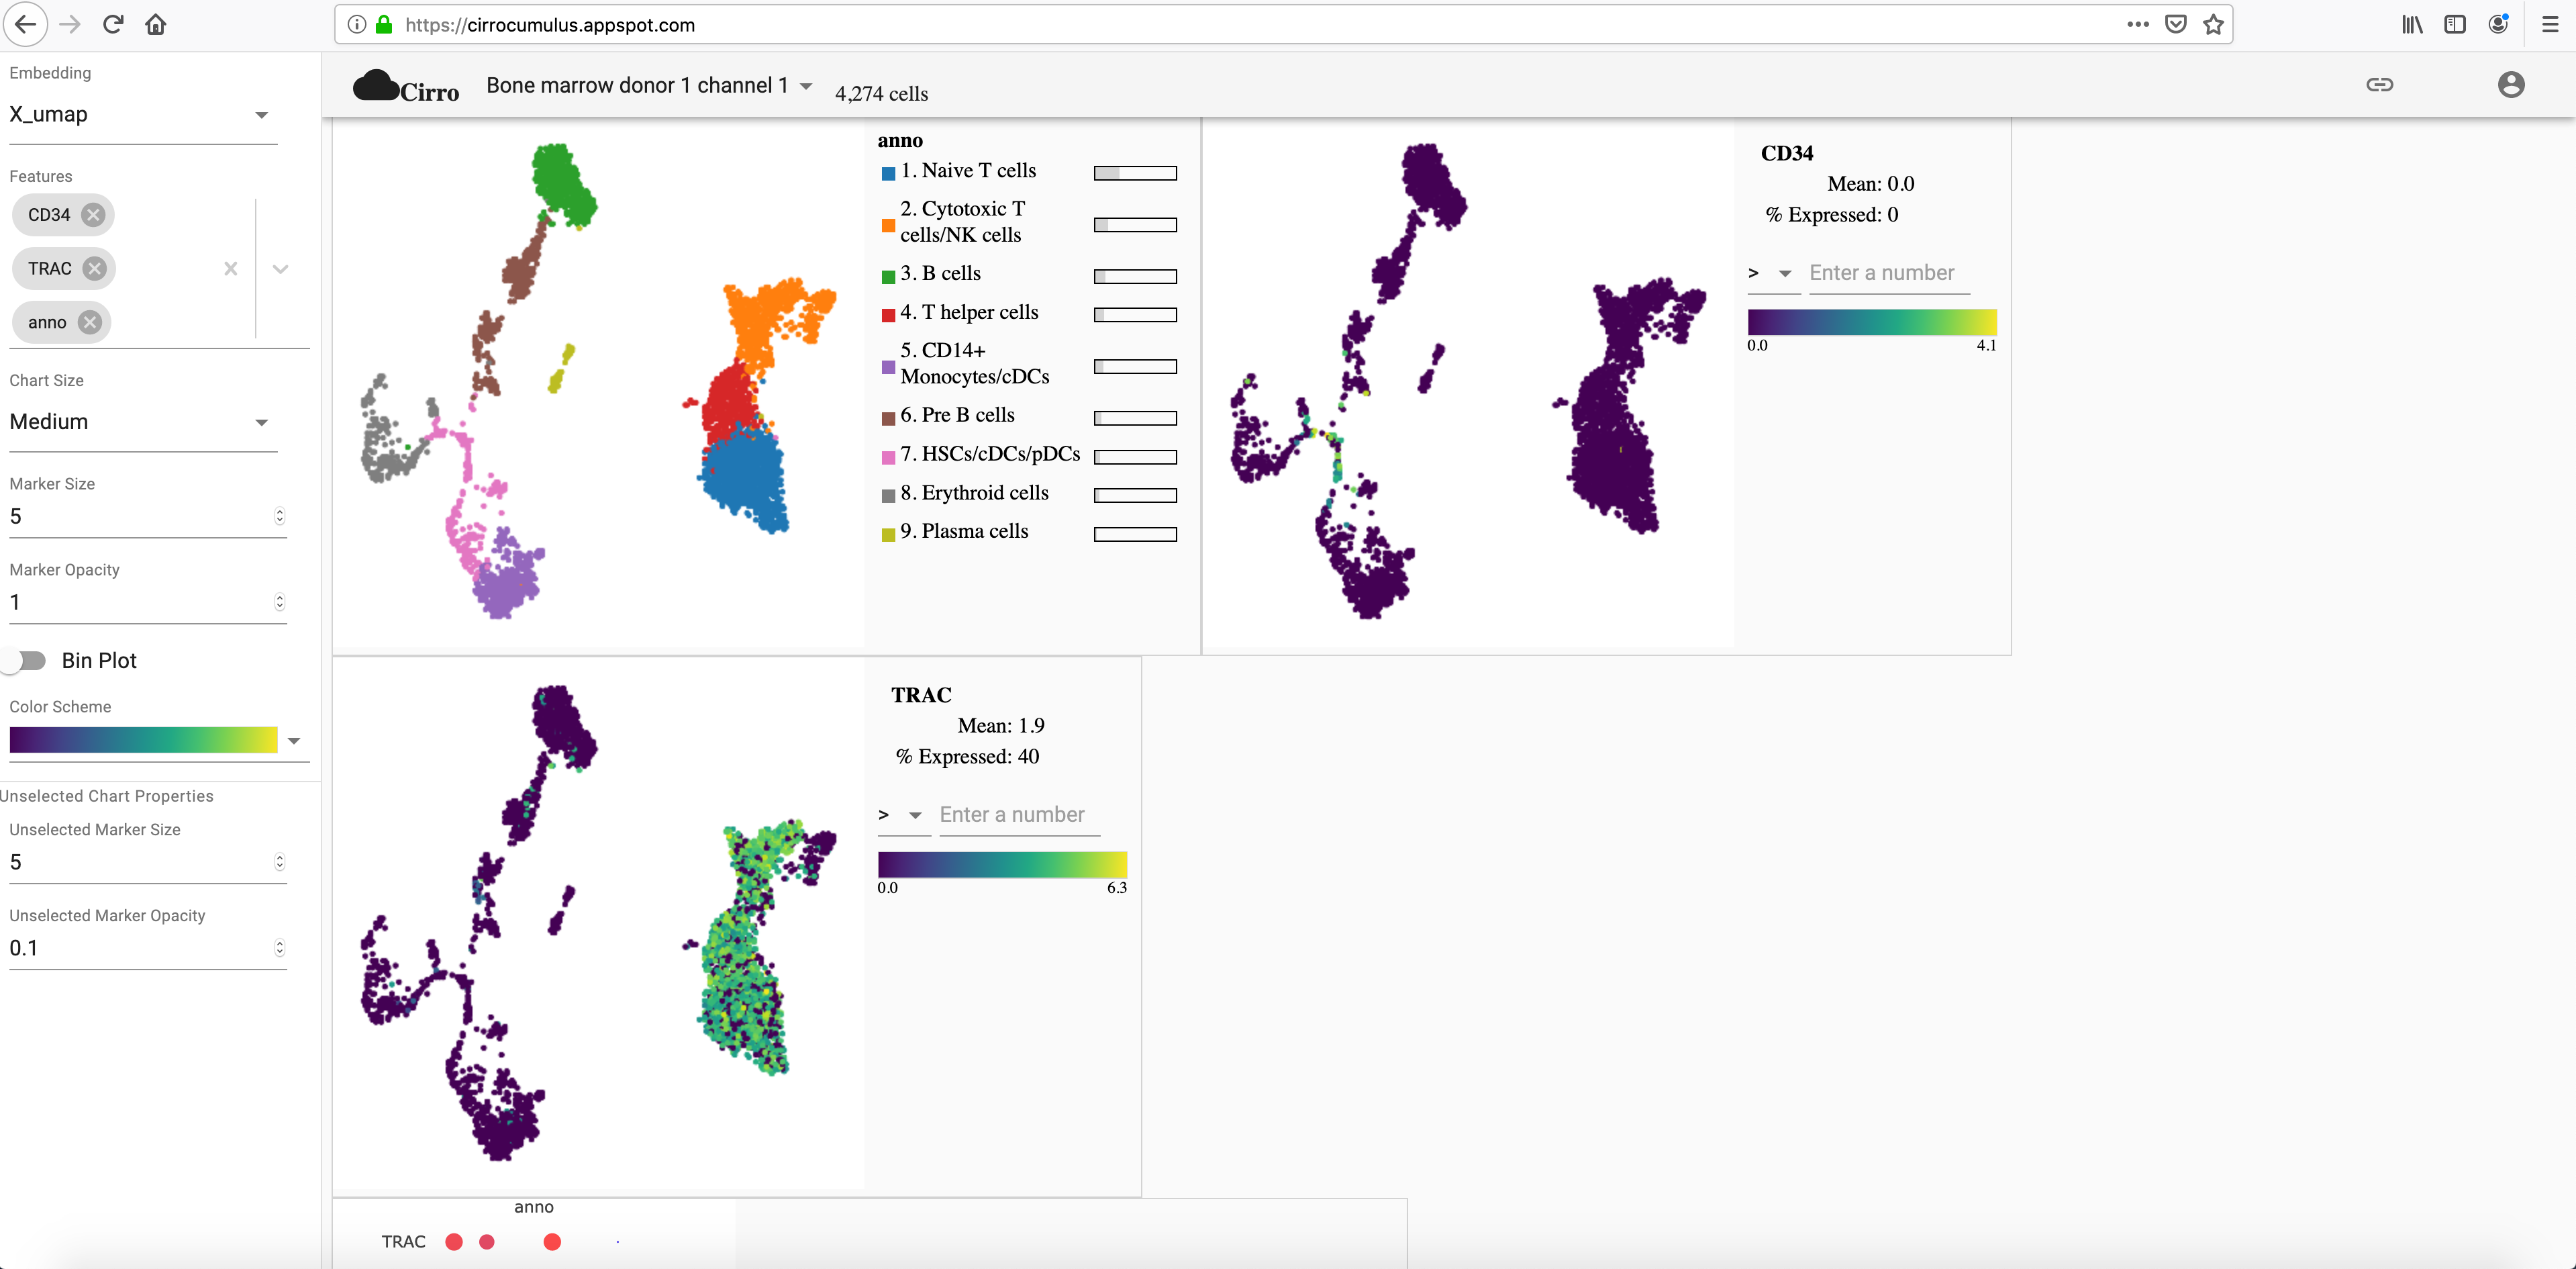 https://cirrocumulus.appspot.com
Embedding
X_umap
Features
CD34
TRAC
anno
Chart Size
Medium
Marker Size
5
Marker Opacity
1
Bin Plot
Color Scheme
Unselected Chart Properties
Unselected Marker Size
5
Unselected Marker Opacity
0.1
Cirro
Bone marrow donor 1 channel 1
4,274 cells
anno
1. Naive T cells
2. Cytotoxic T
cells/NK cells
3. B cells
4. T helper cells
5. CD14+
Monocytes/cDCs
6. Pre B cells
7. HSCs/cDCs/pDCs
8. Erythroid cells
9. Plasma cells
CD34
Mean: 0.0
% Expressed: 0
> Enter a number
0.0 4.1
TRAC
Mean: 1.9
% Expressed: 40
> Enter a number
0.0 6.3
anno
TRAC